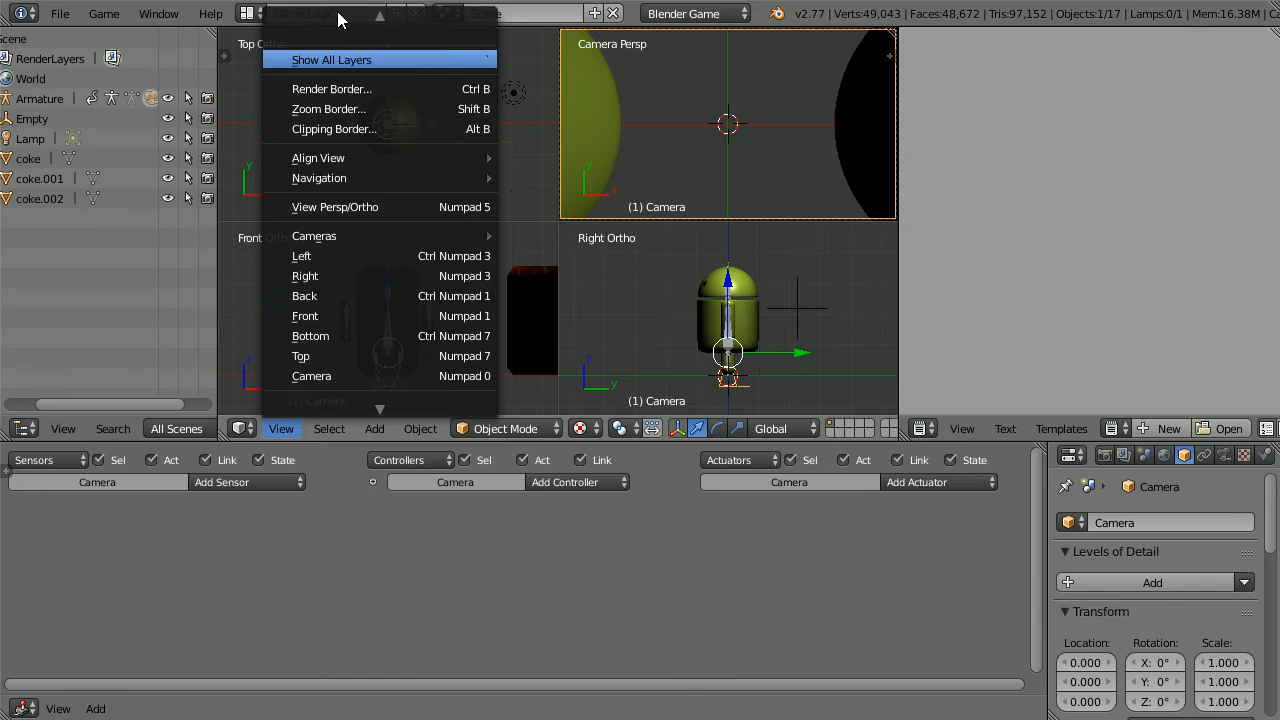 File Game Window Help Game Logic Scene Blender Game v2.77 | Verts:49,043 | Faces:48,672 | Tris:97,152 | Objects:1/17 | Lamps:0/1 | Mem:16.38M
Scene
RenderLayers
World
Armature
Empty
Lamp
coke
coke.001
coke.002
View Search All Scenes
Top Ortho
Show All Layers `
Render Border... Ctrl B
Zoom Border... Shift B
Clipping Border... Alt B
Align View
Navigation
View Persp/Ortho Numpad 5
Cameras
Left Ctrl Numpad 3
Right Numpad 3
Back Ctrl Numpad 1
Front Numpad 1
Bottom Ctrl Numpad 7
Top Numpad 7
Camera Numpad 0
y
Camera Persp
y
x
(1) Camera
Front Ortho
z
(1) Camera
Right Ortho
z
y
(1) Camera
View Select Add Object Object Mode Global
View Text Templates New Open
Sensors Sel Act Link State
Camera Add Sensor
Controllers Sel Act Link
Camera Add Controller
Actuators Sel Act Link State
Camera Add Actuator
View Add
Camera
Camera
Levels of Detail
Add
Transform
Location: Rotation: Scale:
0.000 X: 0° 1.000
0.000 Y: 0° 1.000
0.000 Z: 0° 1.000